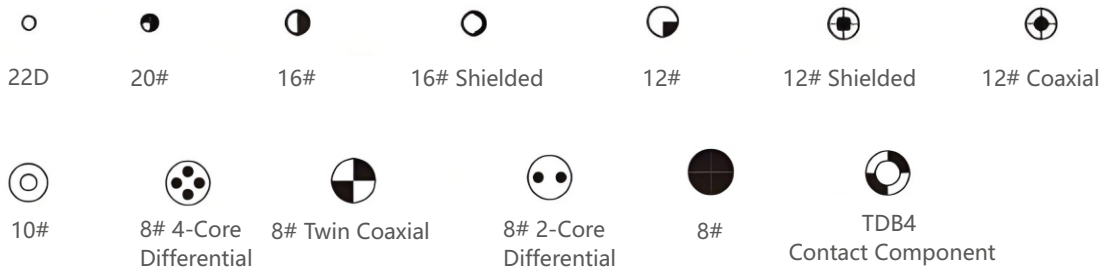 22D 20# 16# 16# Shielded 12# 12# Shielded 12# Coaxial
10# 8# 4-Core Differential 8# Twin Coaxial 8# 2-Core Differential 8# TDB4 Contact Component